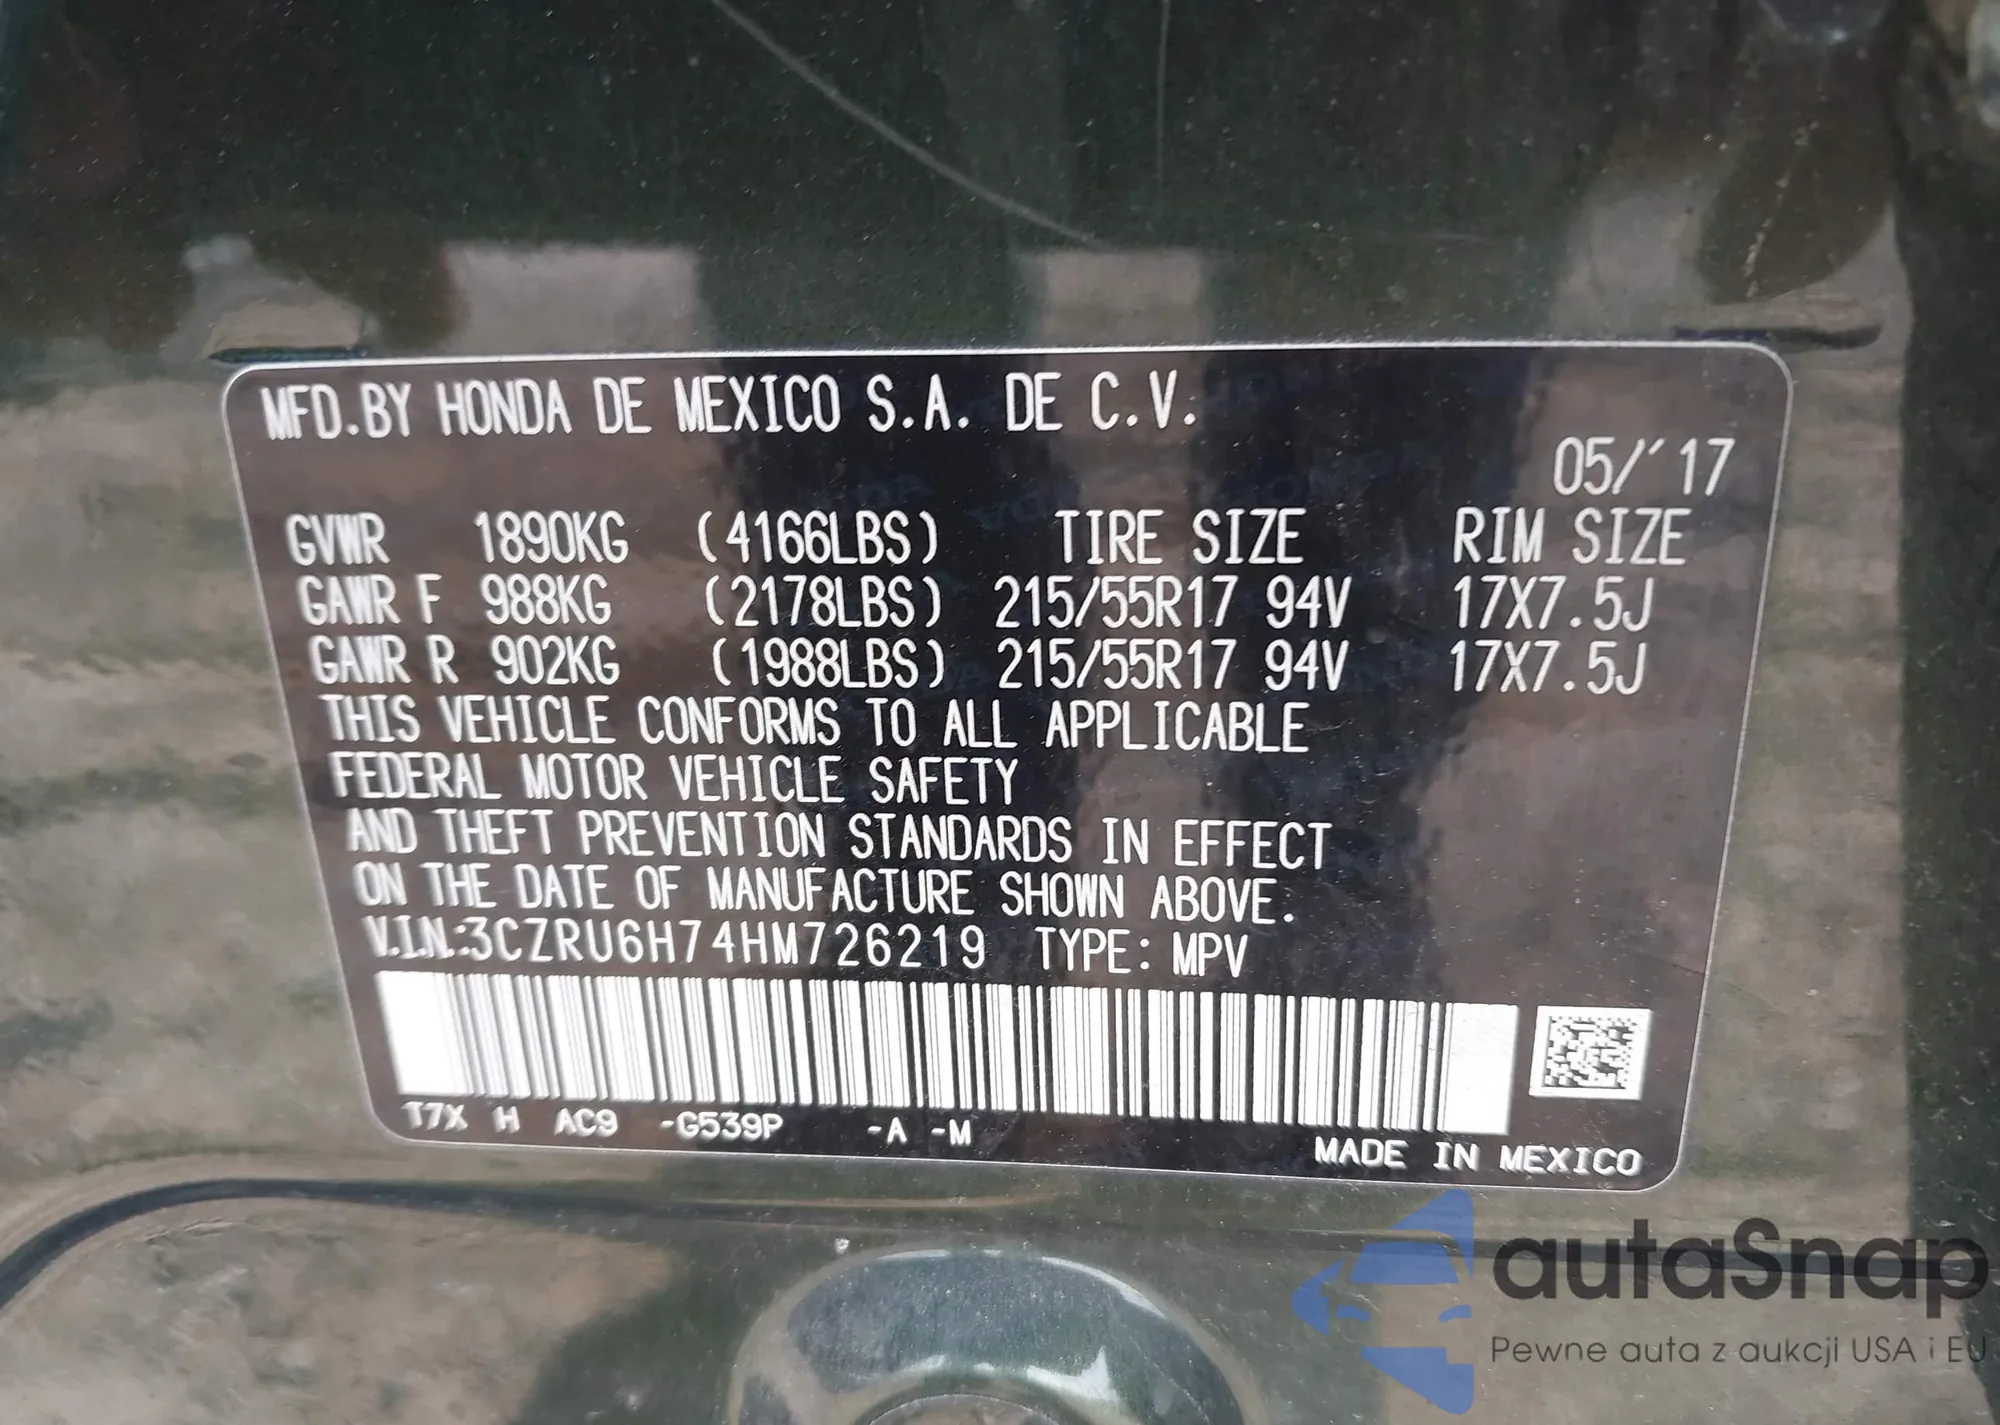 MFD.BY HONDA DE MEXICO S.A. DE C.V.
05/'17
GVWR 1890KG (4166LBS) TIRE SIZE RIM SIZE
GAWR F 988KG (2178LBS) 215/55R17 94V 17X7.5J
GAWR R 902KG (1988LBS) 215/55R17 94V 17X7.5J
THIS VEHICLE CONFORMS TO ALL APPLICABLE
FEDERAL MOTOR VEHICLE SAFETY
AND THEFT PREVENTION STANDARDS IN EFFECT
ON THE DATE OF MANUFACTURE SHOWN ABOVE.
V.I.N.:3CZRU6H74HM726219 TYPE: MPV
T7X H AC9 -G539P -A -M
MADE IN MEXICO
autaSnap
Pewne auta z aukcji USA i EU